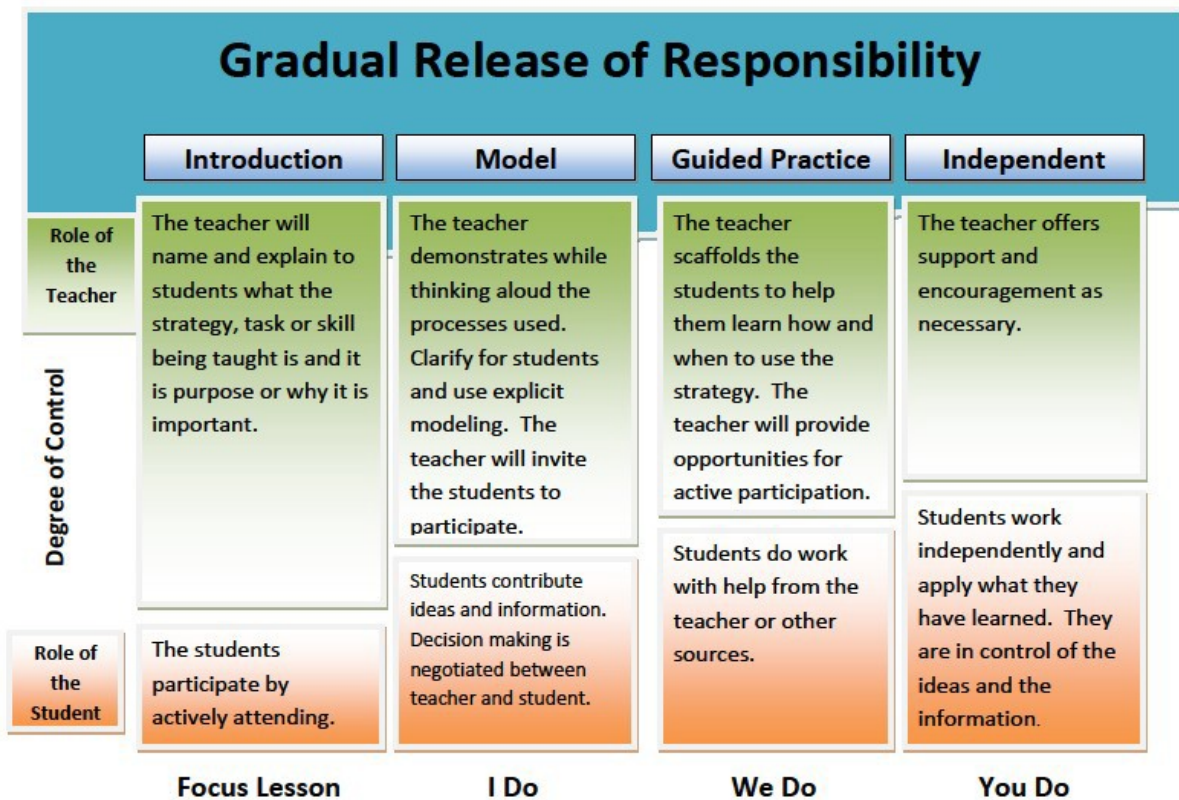 Gradual Release of Responsibility
Introduction
Model
Guided Practice
Independent
Role of
the
Teacher
The teacher will
name and explain to
students what the
strategy, task or skill
being taught is and it
is purpose or why it is
important.
The teacher
demonstrates while
thinking aloud the
processes used.
Clarify for students
and use explicit
modeling. The
teacher will invite
the students to
participate.
The teacher
scaffolds the
students to help
them learn how and
when to use the
strategy. The
teacher will provide
opportunities for
active participation.
The teacher offers
support and
encouragement as
necessary.
Degree of Control
Role of
the
Student
The students
participate by
actively attending.
Students contribute
ideas and information.
Decision making is
negotiated between
teacher and student.
Students do work
with help from the
teacher or other
sources.
Students work
independently and
apply what they
have learned. They
are in control of the
ideas and the
information.
Focus Lesson
I Do
We Do
You Do